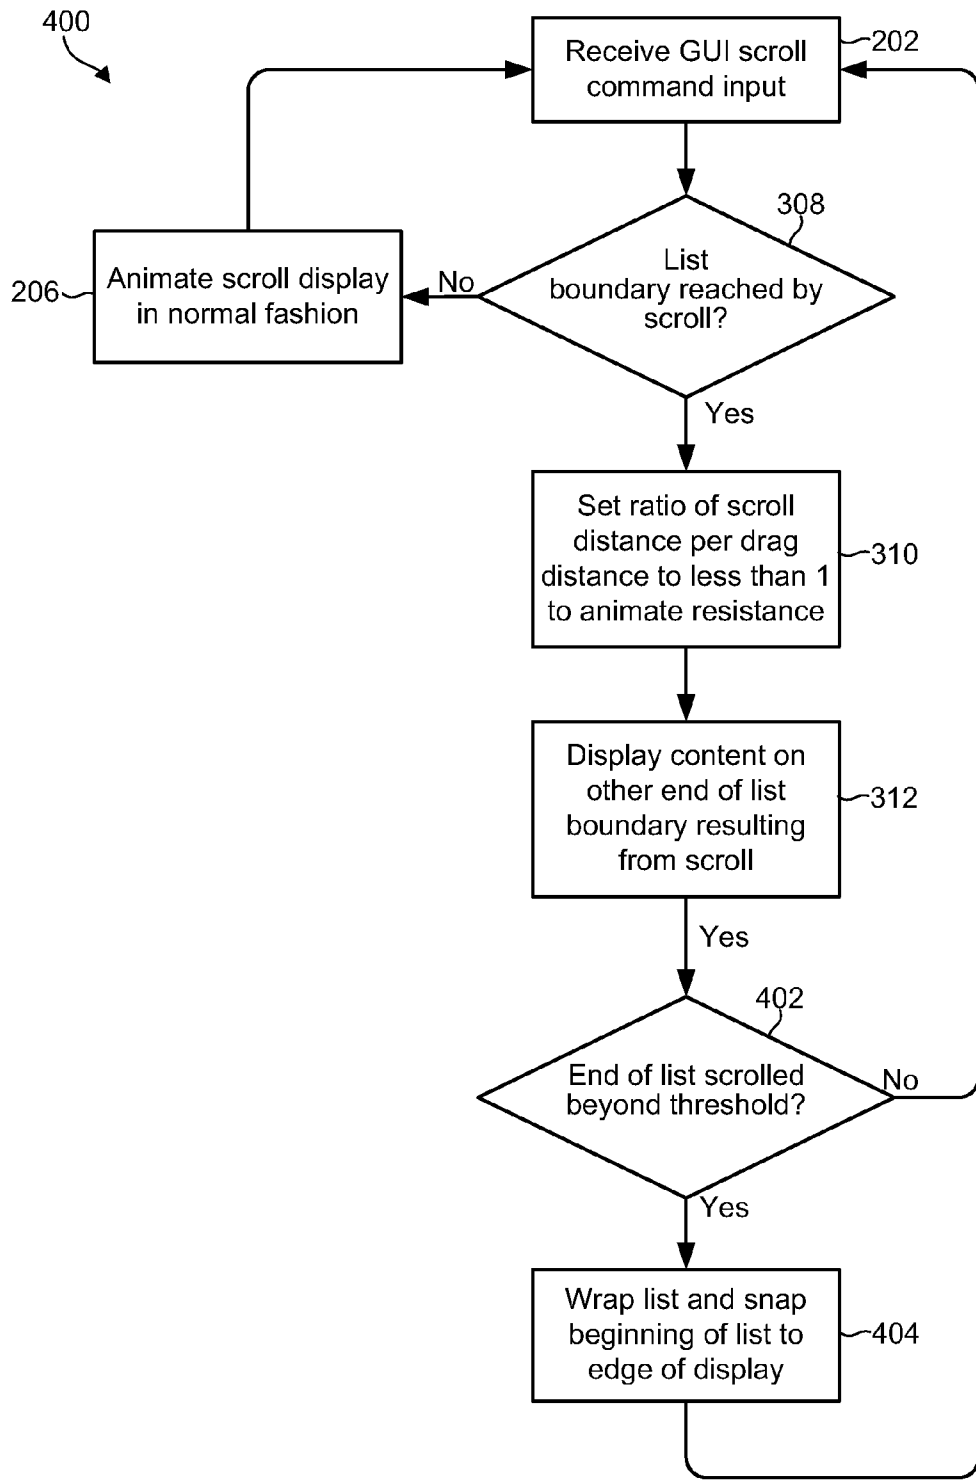 400
Receive GUI scroll
command input
202
308
List
boundary reached by
scroll?
No
206
Animate scroll display
in normal fashion
Yes
Set ratio of scroll
distance per drag
distance to less than 1
to animate resistance
310
Display content on
other end of list
boundary resulting
from scroll
312
Yes
402
End of list scrolled
beyond threshold?
No
Yes
Wrap list and snap
beginning of list to
edge of display
404